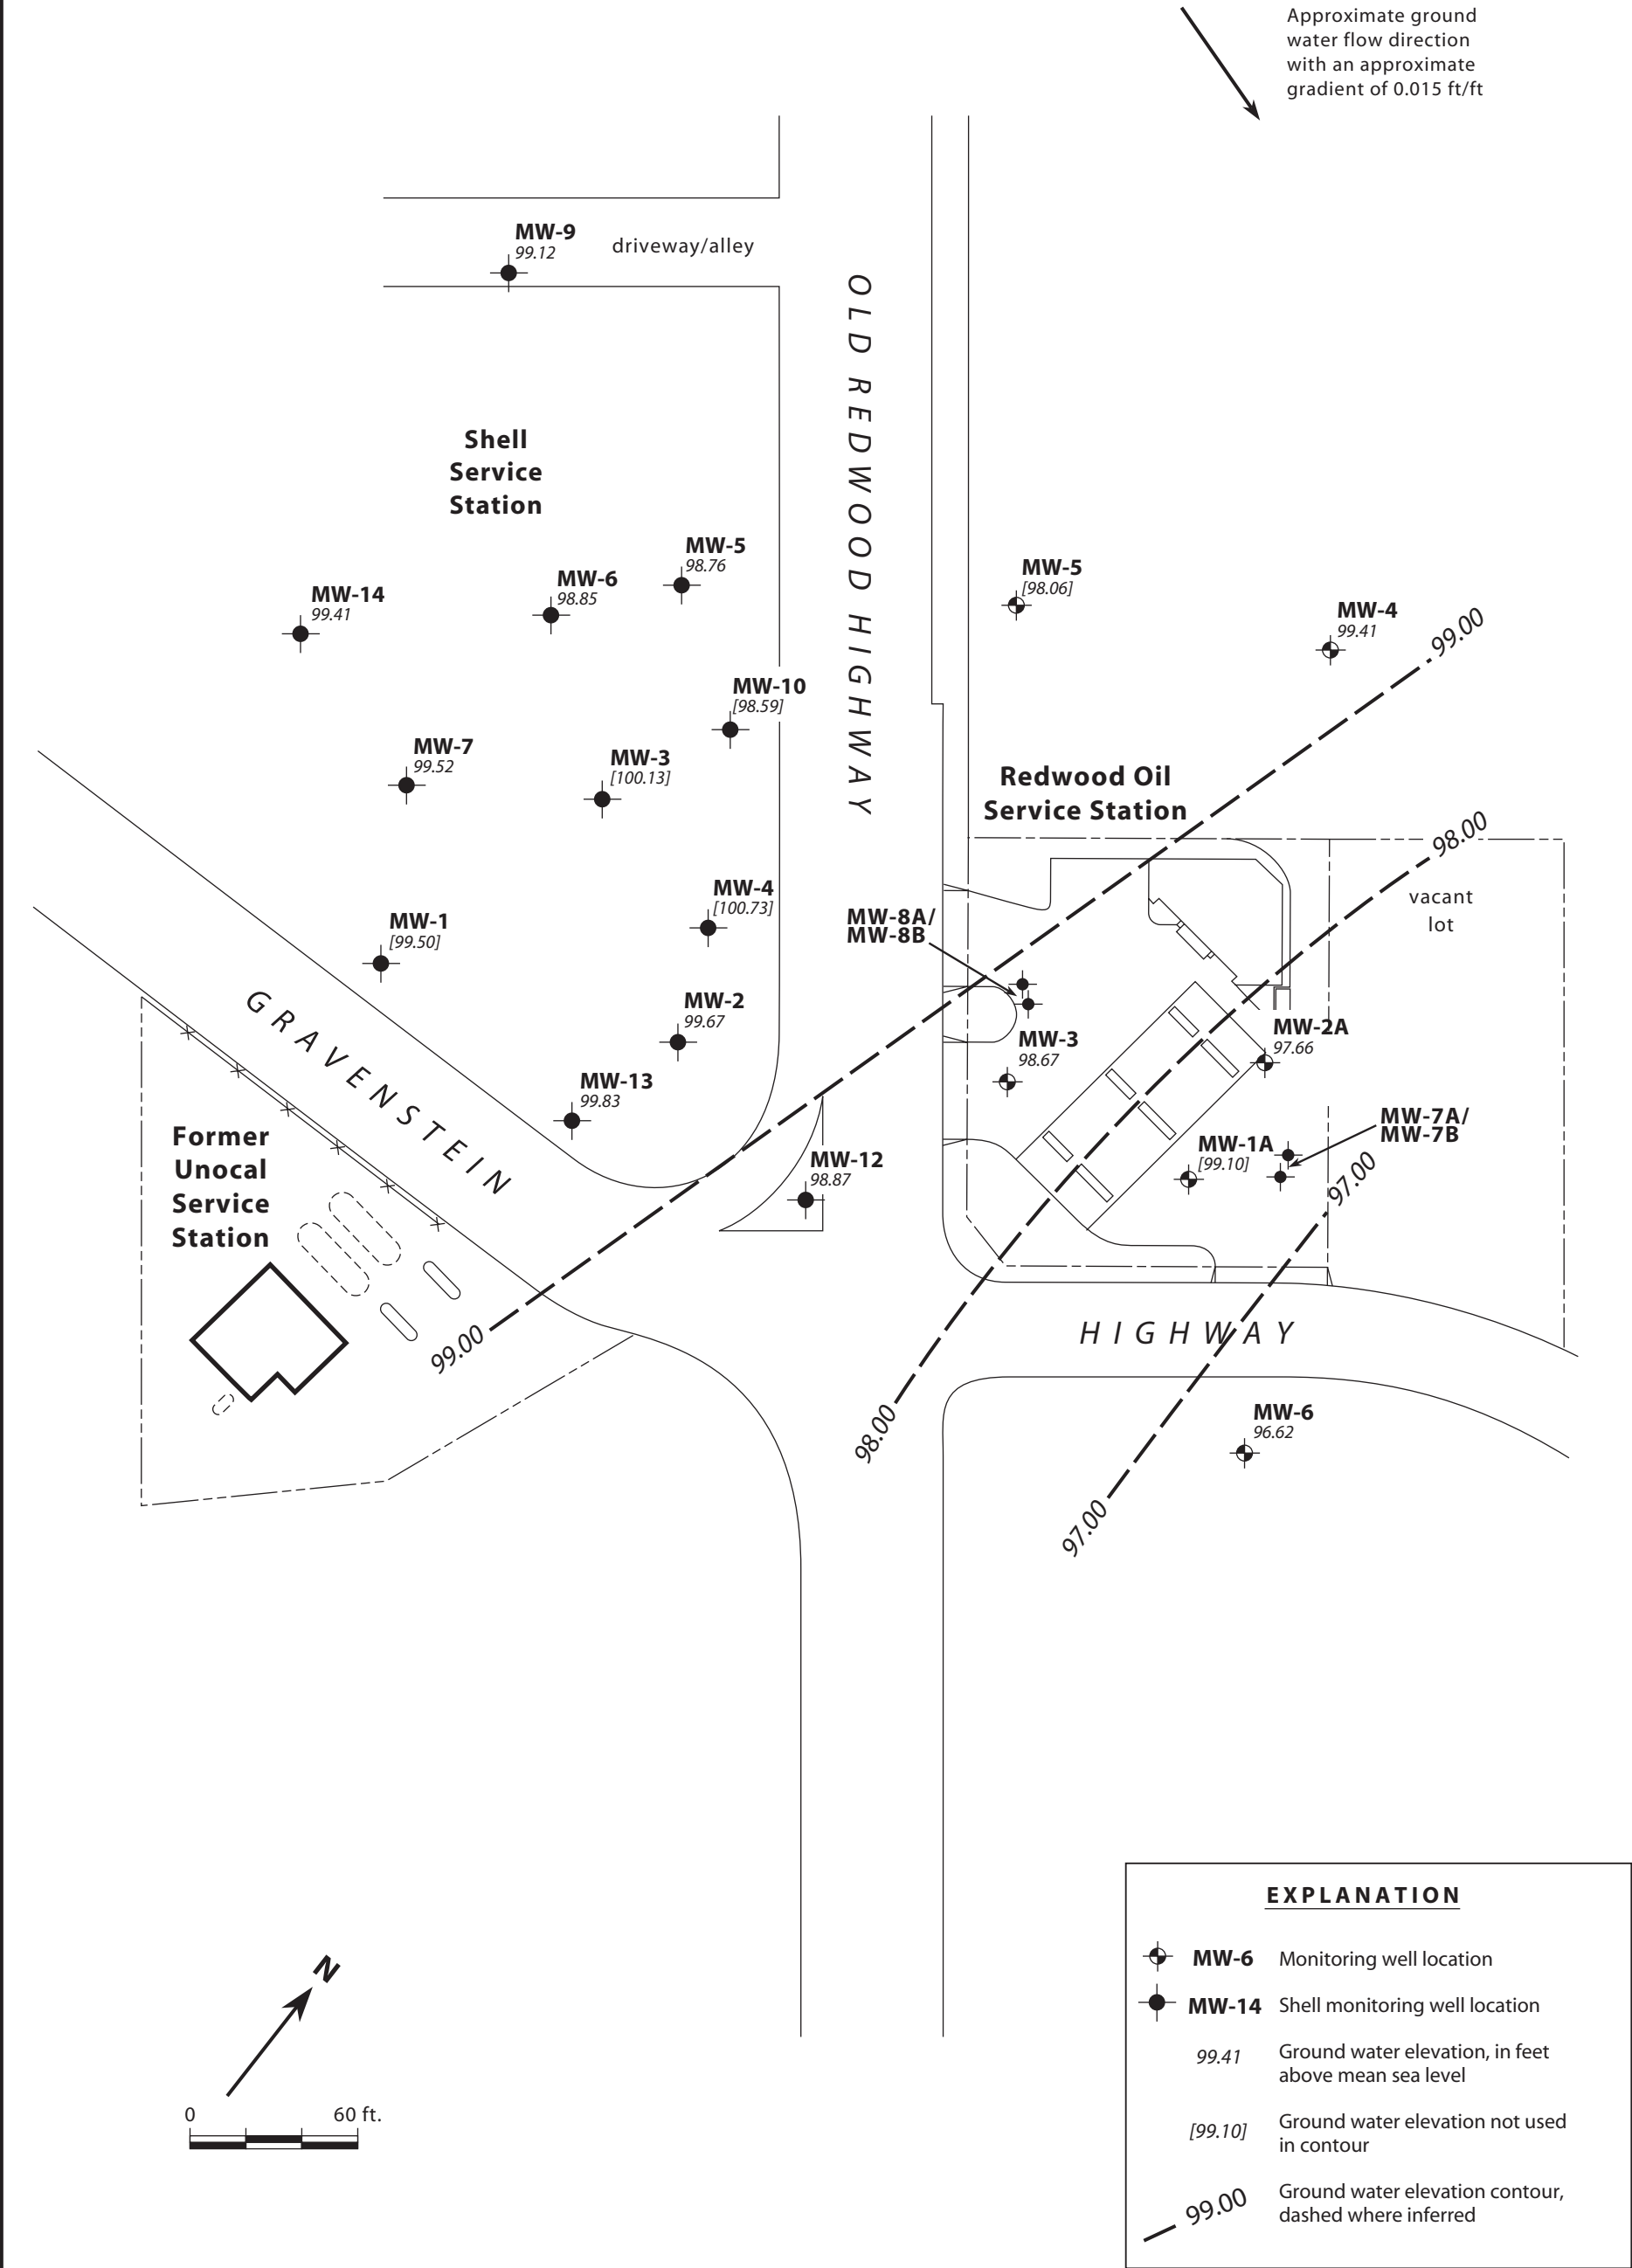 Approximate ground
water flow direction
with an approximate
gradient of 0.015 ft/ft
MW-9
99.12
driveway/alley
OLD REDWOOD HIGHWAY
Shell
Service
Station
MW-5
98.76
MW-6
98.85
MW-14
99.41
MW-5
[98.06]
MW-4
99.41
99.00
MW-10
[98.59]
MW-7
99.52
MW-3
[100.13]
Redwood Oil
Service Station
98.00
vacant
lot
MW-4
[100.73]
MW-1
[99.50]
MW-8A/
MW-8B
MW-2
99.67
GRAVENSTEIN
MW-3
98.67
MW-2A
97.66
MW-13
99.83
MW-7A/
MW-7B
Former
Unocal
Service
Station
MW-12
98.87
MW-1A
[99.10]
97.00
99.00
HIGHWAY
98.00
MW-6
96.62
97.00
EXPLANATION
MW-6 Monitoring well location
MW-14 Shell monitoring well location
99.41 Ground water elevation, in feet
above mean sea level
[99.10] Ground water elevation not used
in contour
99.00 Ground water elevation contour,
dashed where inferred
N
0 60 ft.